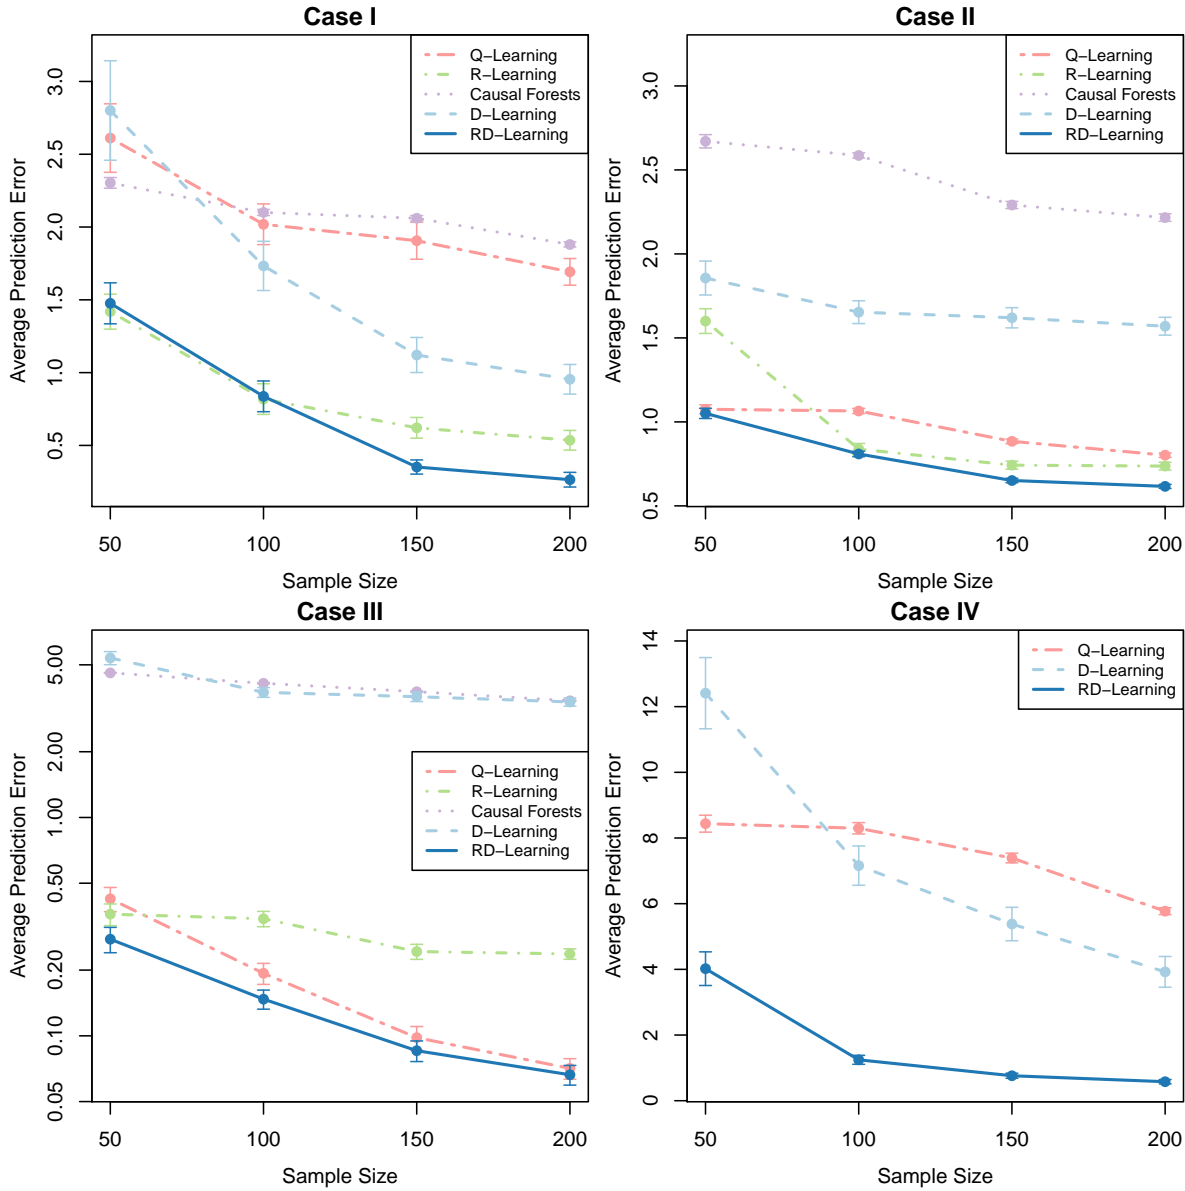 Case I
Average Prediction Error
3.0
2.5
2.0
1.5
1.0
0.5
Q−Learning
R−Learning
Causal Forests
D−Learning
RD−Learning
50 100 150 200
Sample Size
Case II
Average Prediction Error
3.0
2.5
2.0
1.5
1.0
0.5
Q−Learning
R−Learning
Causal Forests
D−Learning
RD−Learning
50 100 150 200
Sample Size
Case III
Average Prediction Error
5.00
2.00
1.00
0.50
0.20
0.10
0.05
Q−Learning
R−Learning
Causal Forests
D−Learning
RD−Learning
50 100 150 200
Sample Size
Case IV
Average Prediction Error
14
12
10
8
6
4
2
0
Q−Learning
D−Learning
RD−Learning
50 100 150 200
Sample Size